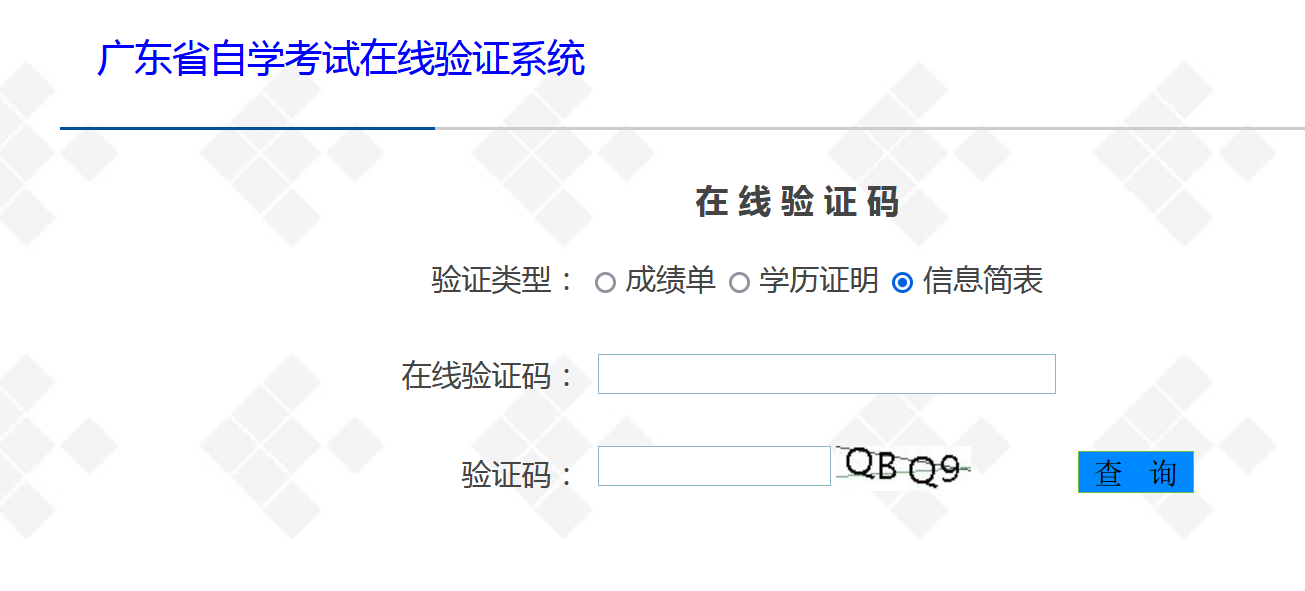 广东省自学考试在线验证系统
在线验证码
验证类型： 成绩单 学历证明 信息简表
在线验证码：
验证码： QBQ9 查 询